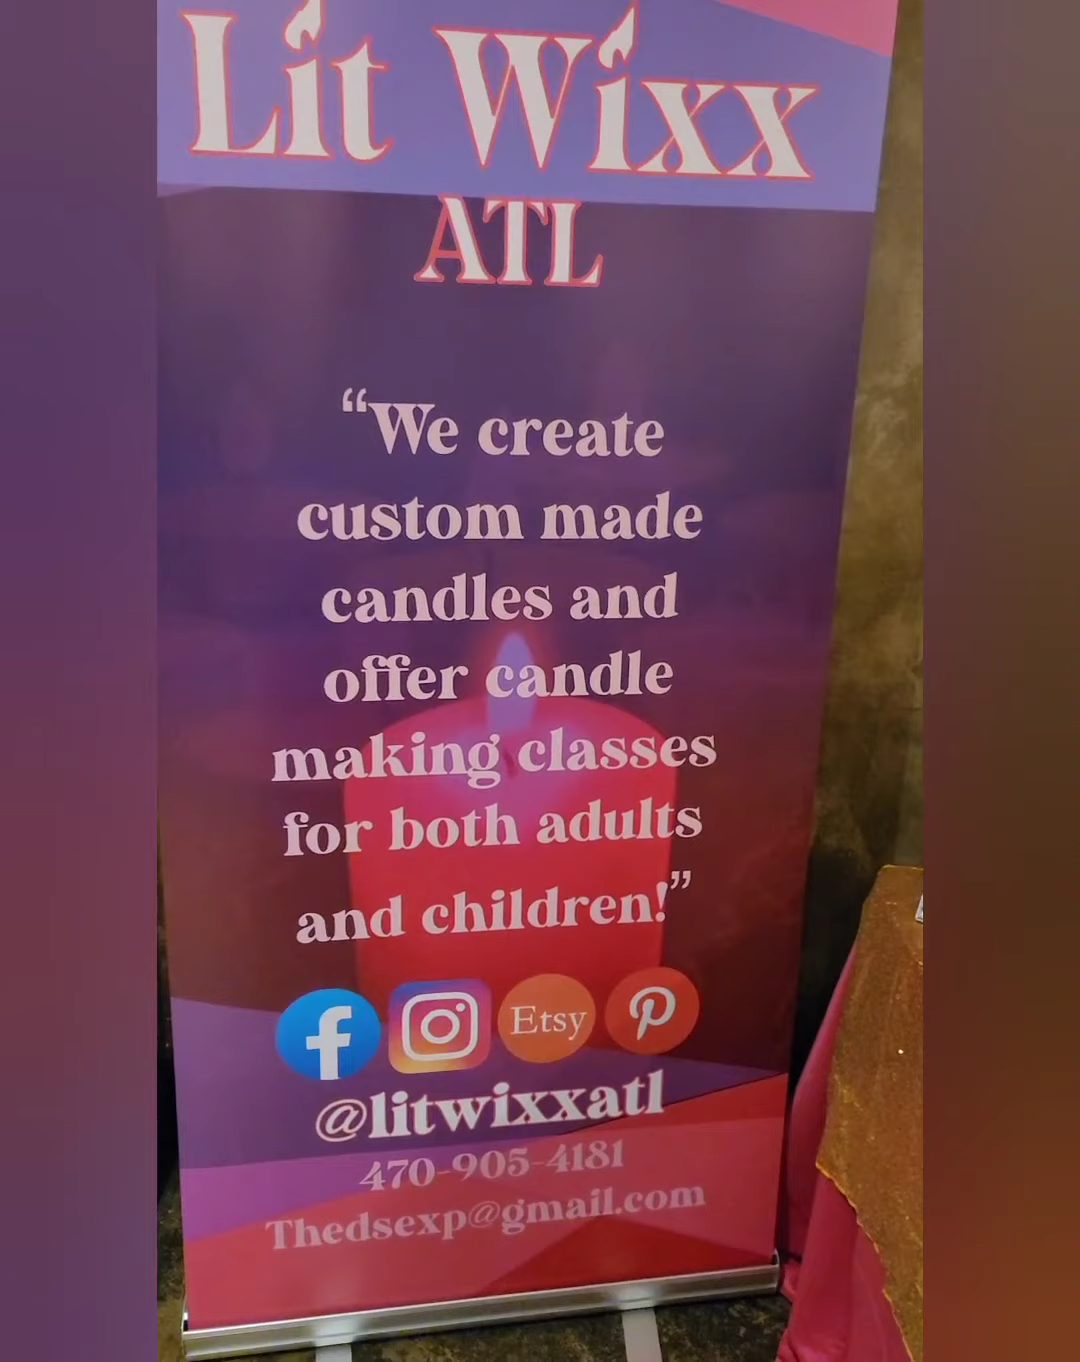 Lit Wixx
ATL
“We create
custom made
candles and
offer candle
making classes
for both adults
and children!”
f
Etsy
P
@litwixxatl
470-905-4181
Thedsexp@gmail.com